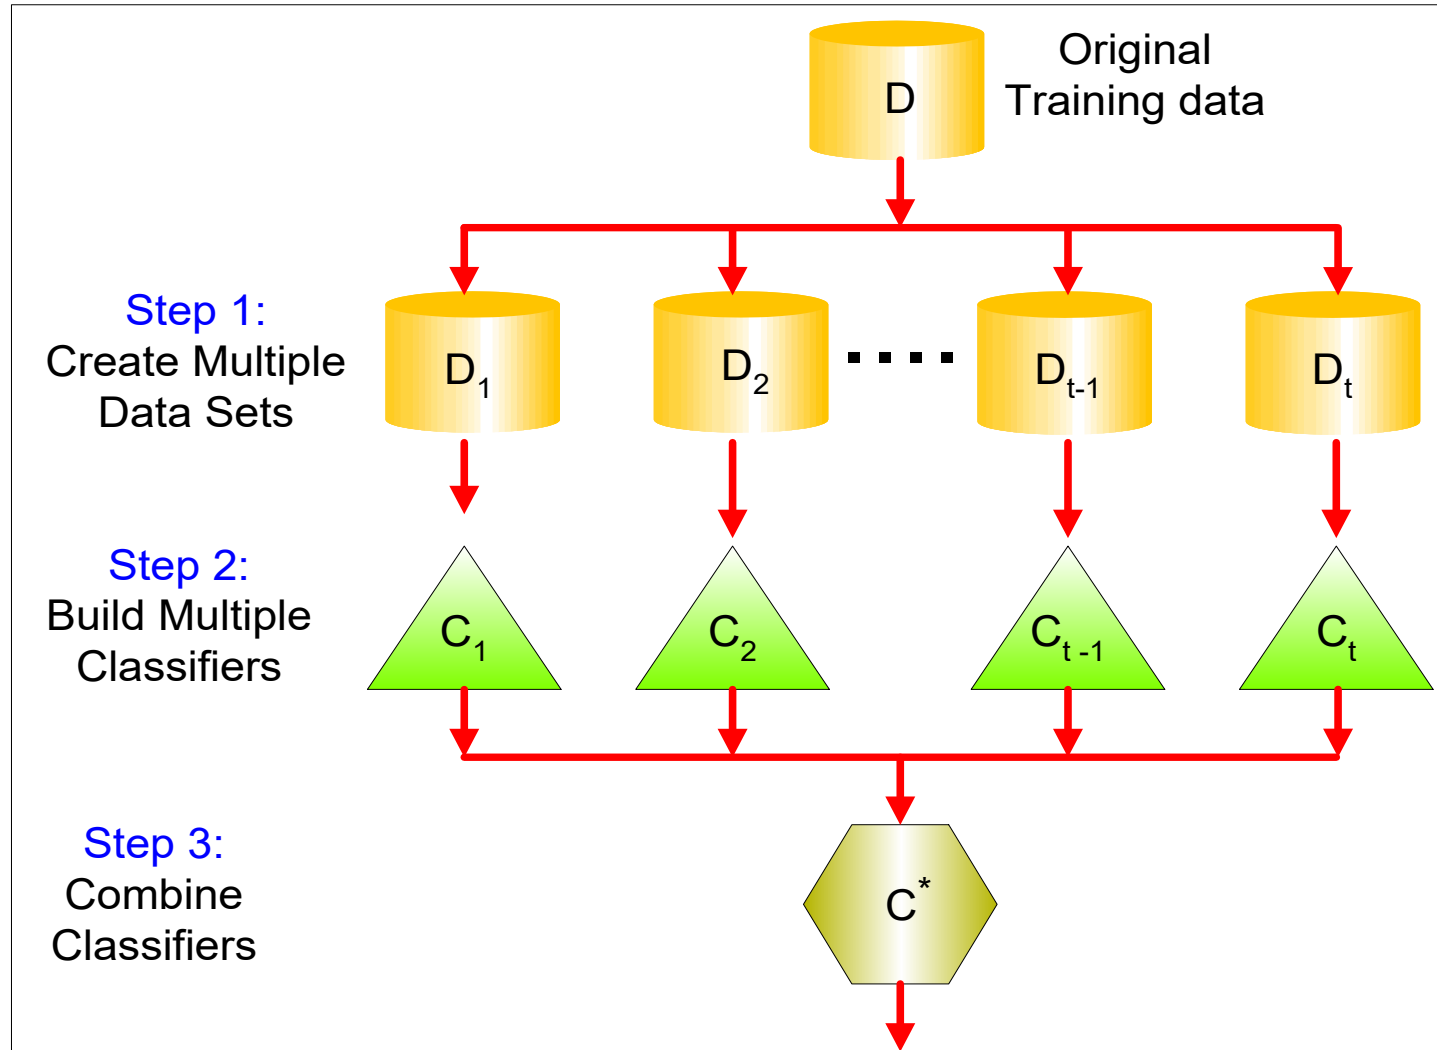 D
Original
Training data
Step 1:
Create Multiple
Data Sets
D1
D2
Dt-1
Dt
Step 2:
Build Multiple
Classifiers
C1
C2
Ct -1
Ct
Step 3:
Combine
Classifiers
C*